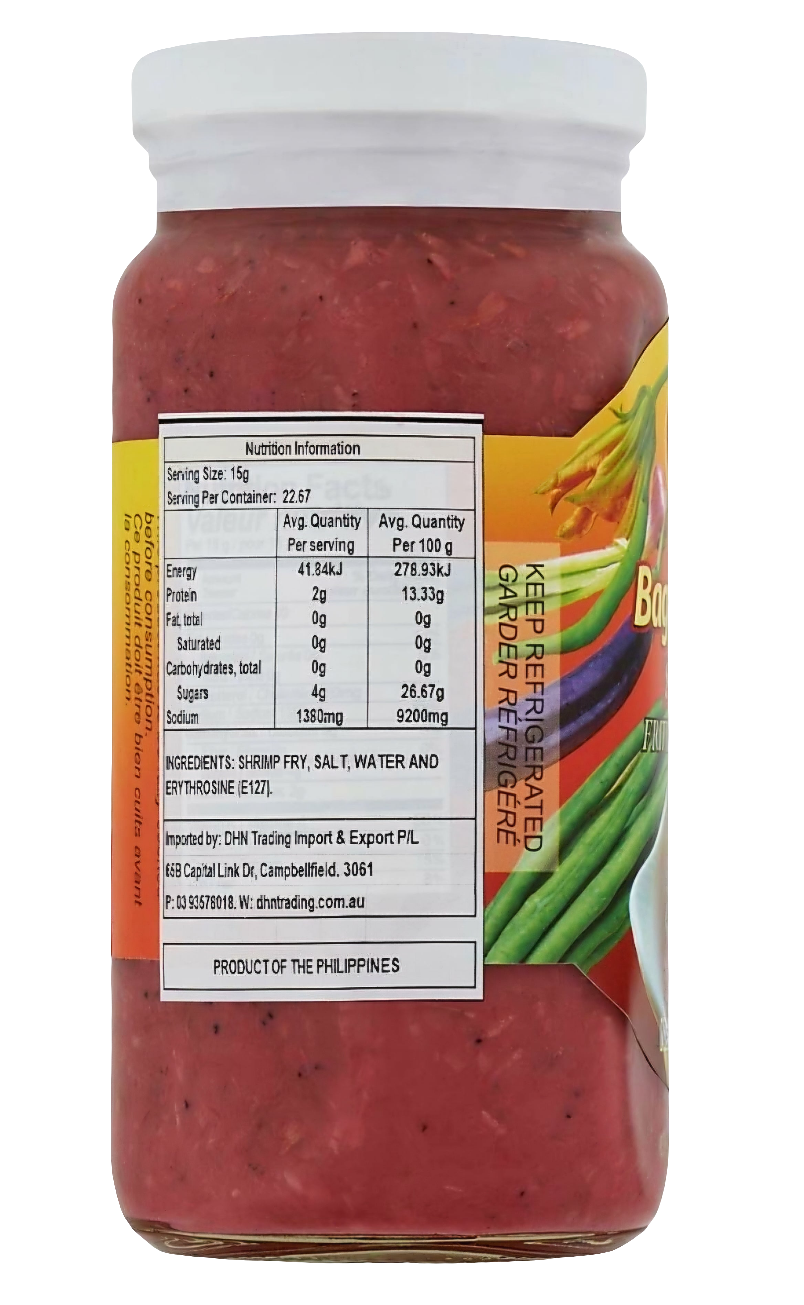 Nutrition Information
Serving Size: 15g
Serving Per Container: 22.67
Avg. Quantity Per serving
Avg. Quantity Per 100 g
Energy 41.84kJ 278.93kJ
Protein 2g 13.33g
Fat, total 0g 0g
Saturated 0g 0g
Carbohydrates, total 0g 0g
Sugars 4g 26.67g
Sodium 1380mg 9200mg
INGREDIENTS: SHRIMP FRY, SALT, WATER AND
ERYTHROSINE (E127).
Imported by: DHN Trading Import & Export P/L
65B Capital Link Dr, Campbellfield. 3061
P: 03 93576018. W: dhntrading.com.au
PRODUCT OF THE PHILIPPINES
KEEP REFRIGERATED
GARDER RÉFRIGÉRÉ
before consumption.
Ce produit doit être bien cuits avant
la consommation.
Facts
Bag